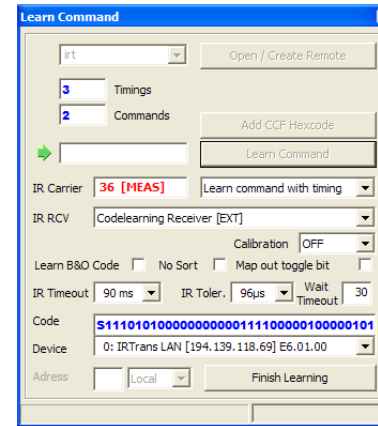 Learn Command
irt
Open / Create Remote
3 Timings
2 Commands
Add CCF Hexcode
Learn Command
IR Carrier 36 [MEAS] Learn command with timing
IR RCV Codelearning Receiver [EXT]
Calibration OFF
Learn B&O Code No Sort Map out toggle bit
IR Timeout 90 ms IR Toler. 96µs Wait Timeout 30
Code S111010100000000000111100000100000101
Device 0: IRTrans LAN [194.139.118.69] E6.01.00
Adress Local Finish Learning